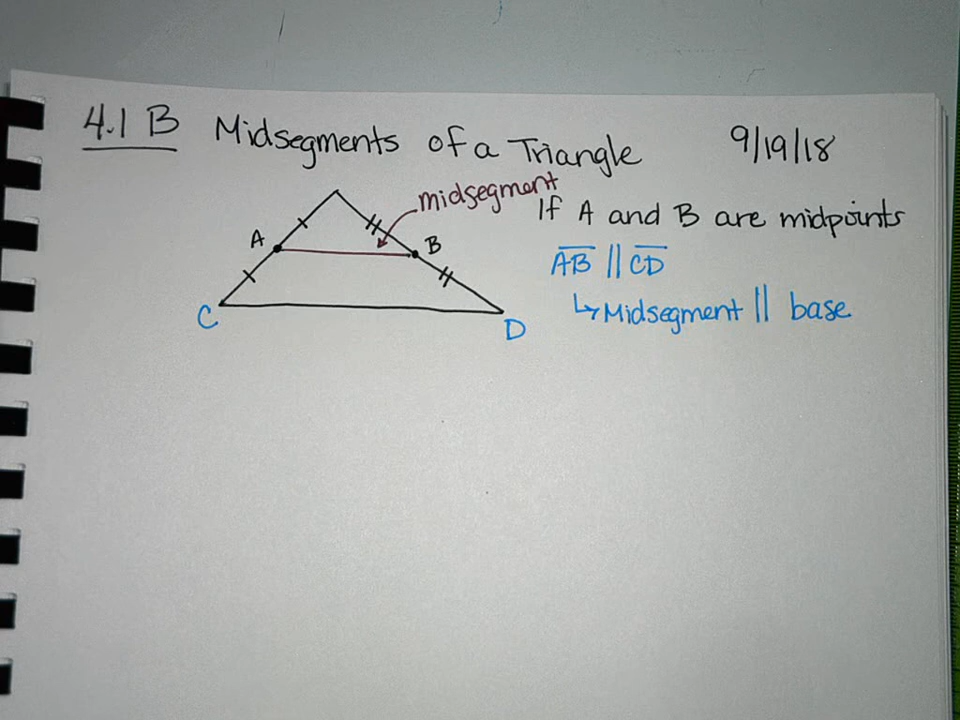 4.1 B Midsegments of a Triangle 9/19/18
midsegment
If A and B are midpoints
A B
AB || CD
↳ Midsegment || base
C D